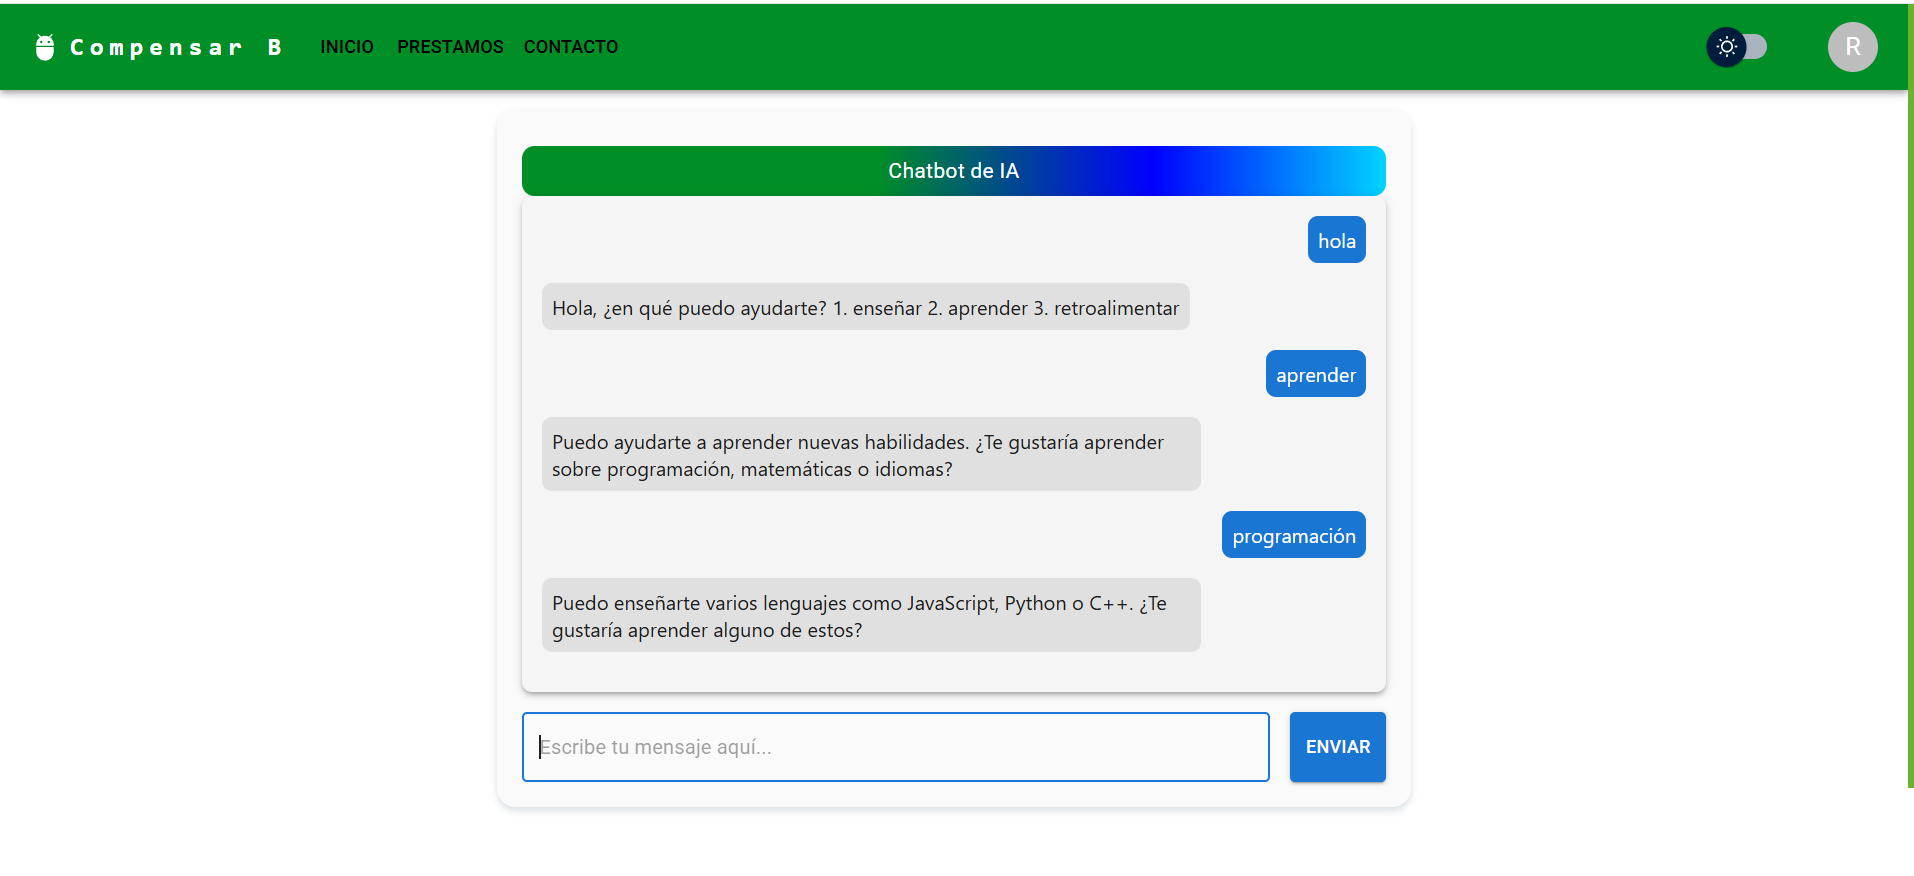 Compensar B INICIO PRESTAMOS CONTACTO R
Chatbot de IA
hola
Hola, ¿en qué puedo ayudarte? 1. enseñar 2. aprender 3. retroalimentar
aprender
Puedo ayudarte a aprender nuevas habilidades. ¿Te gustaría aprender
sobre programación, matemáticas o idiomas?
programación
Puedo enseñarte varios lenguajes como JavaScript, Python o C++. ¿Te
gustaría aprender alguno de estos?
Escribe tu mensaje aquí... ENVIAR